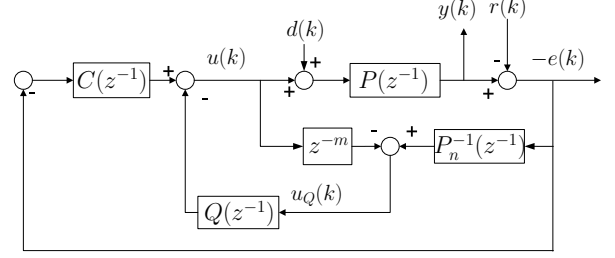 y(k) r(k)
d(k)
C(z^{-1}) + - u(k) + + P(z^{-1}) - + -e(k)
-
z^{-m} - + P_n^{-1}(z^{-1})
Q(z^{-1}) u_Q(k)